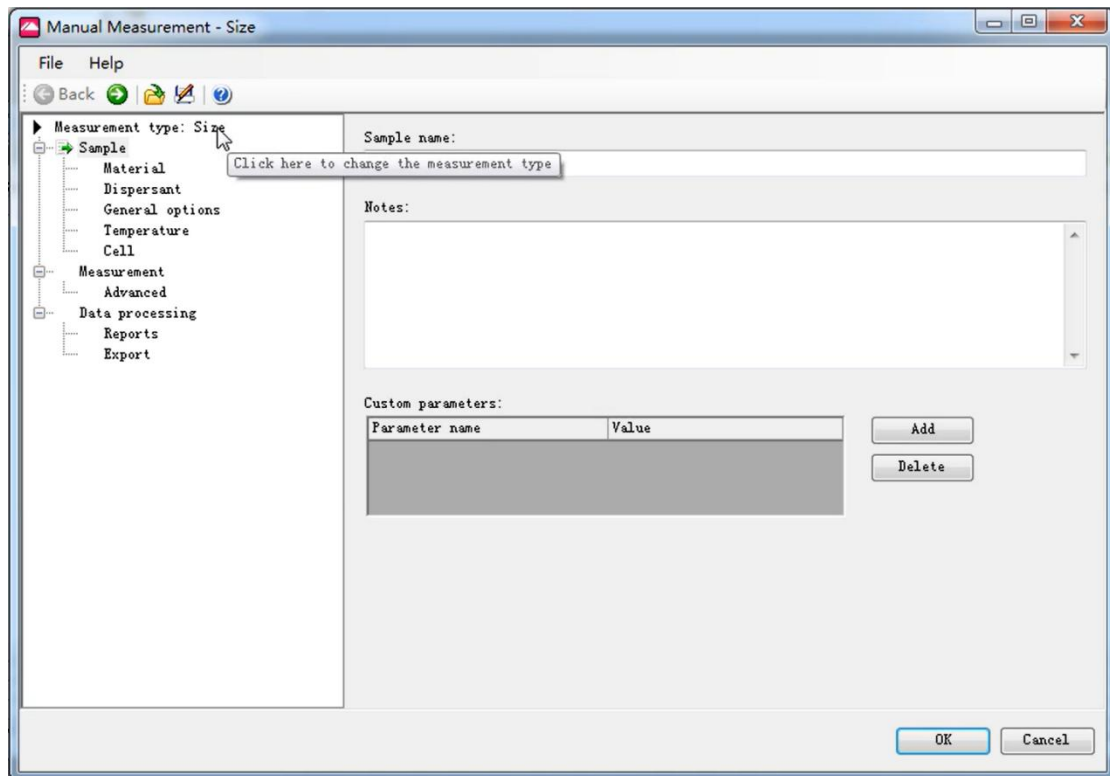 Manual Measurement - Size
File Help
Back
Measurement type: Size
Sample
Click here to change the measurement type
Material
Dispersant
General options
Temperature
Cell
Measurement
Advanced
Data processing
Reports
Export
Sample name:
Notes:
Custom parameters:
Parameter name Value
Add
Delete
OK Cancel